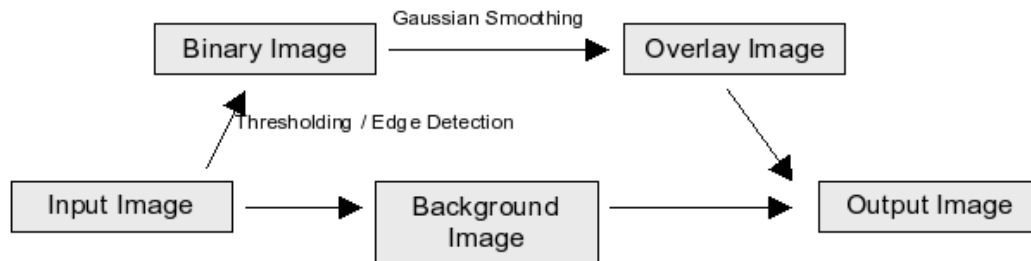 Gaussian Smoothing
Binary Image
Overlay Image
Thresholding / Edge Detection
Input Image
Background
Image
Output Image